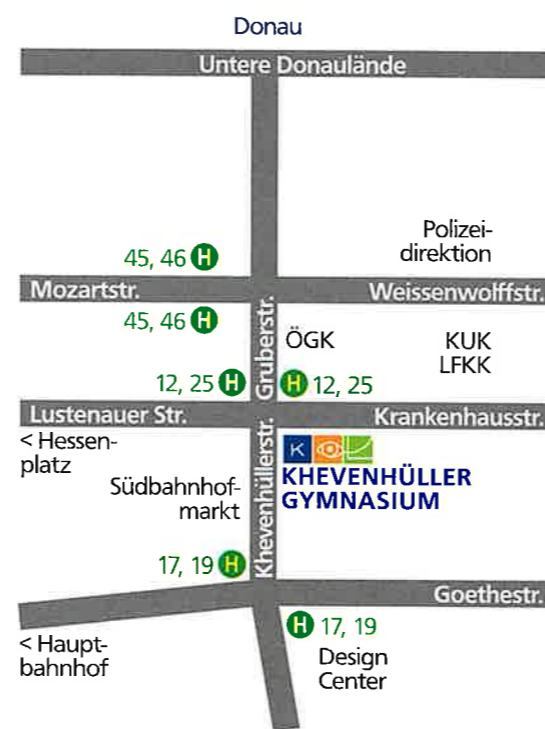 Donau
Untere Donaulände
Polizei-
direktion
45, 46 H
Mozartstr.
Weissenwolffstr.
45, 46 H
Gruberstr.
ÖGK
KUK
LFKK
12, 25 H
H 12, 25
Lustenauer Str.
Krankenhausstr.
< Hessen-
platz
K
KHEVENHÜLLER
GYMNASIUM
Khevenhüllerstr.
Südbahnhof-
markt
17, 19 H
Goethestr.
< Haupt-
bahnhof
H 17, 19
Design
Center